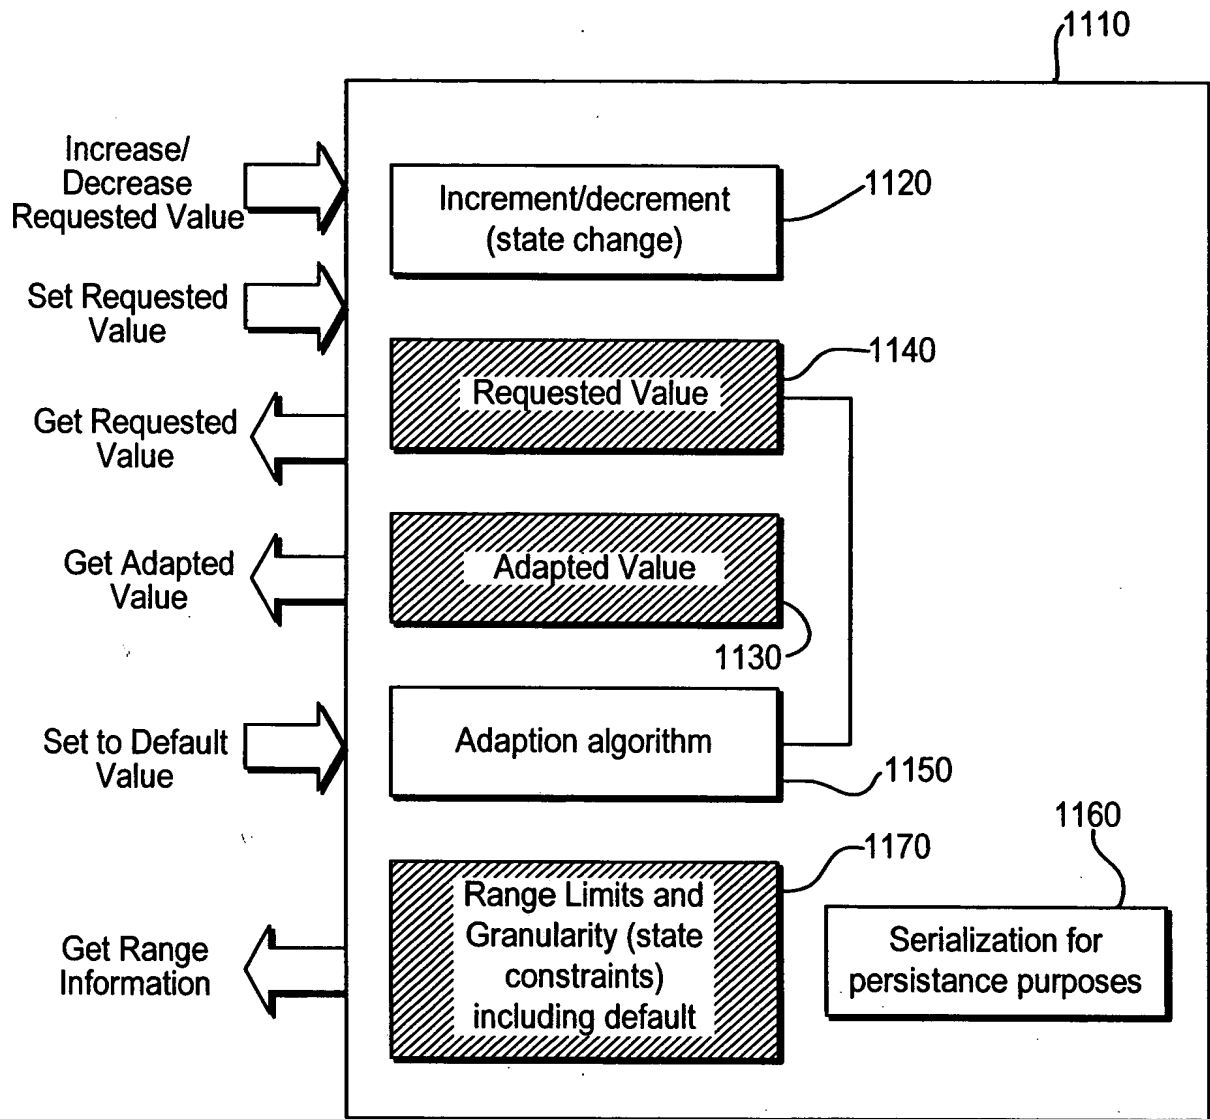 1110
Increase/
Decrease
Requested Value
Increment/decrement
(state change)
1120
Set Requested
Value
Requested Value
1140
Get Requested
Value
Adapted Value
1130
Get Adapted
Value
Adaption algorithm
1150
Set to Default
Value
Range Limits and
Granularity (state
constraints)
including default
1170
Get Range
Information
1160
Serialization for
persistance purposes